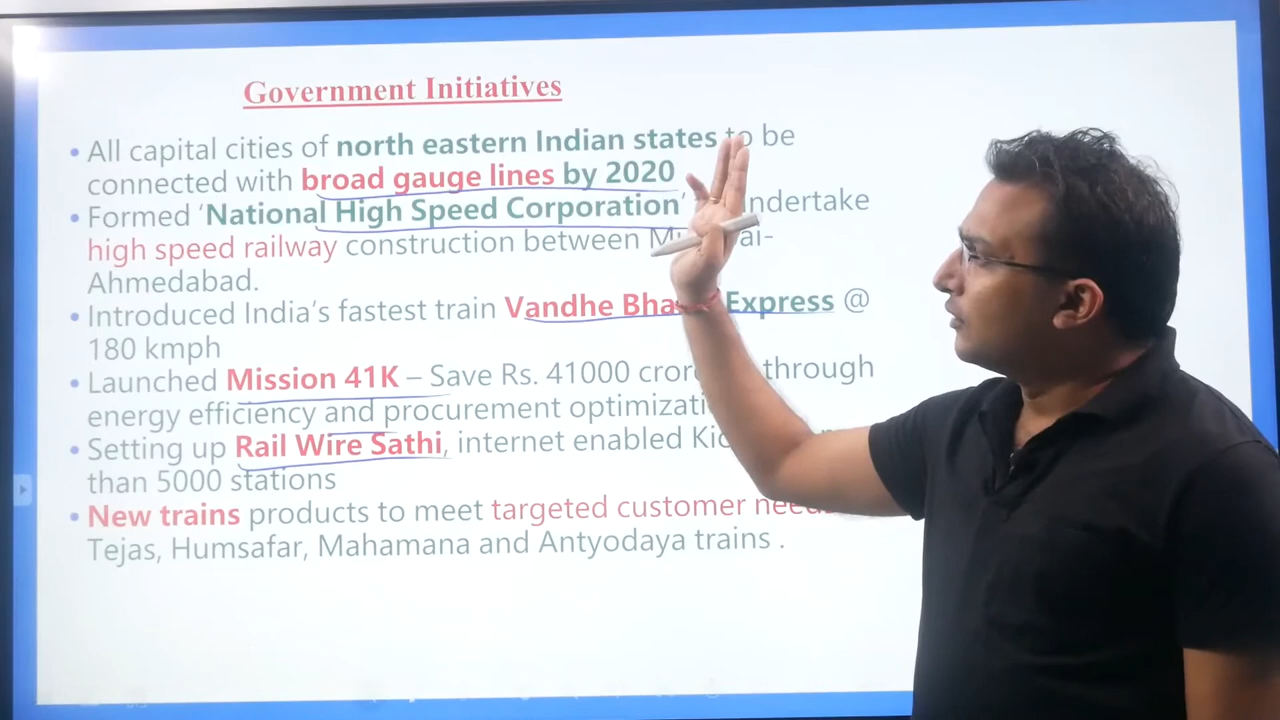 Government Initiatives
• All capital cities of north eastern Indian states to be
connected with broad gauge lines by 2020
• Formed ‘National High Speed Corporation’ undertake
high speed railway construction between
Ahmedabad.
• Introduced India’s fastest train Vandhe Express @
180 kmph
• Launched Mission 41K – Save Rs. 41000 through
energy efficiency and procurement
• Setting up Rail Wire Sathi, internet enabled
than 5000 stations
• New trains products to meet targeted customer
Tejas, Humsafar, Mahamana and Antyodaya trains .